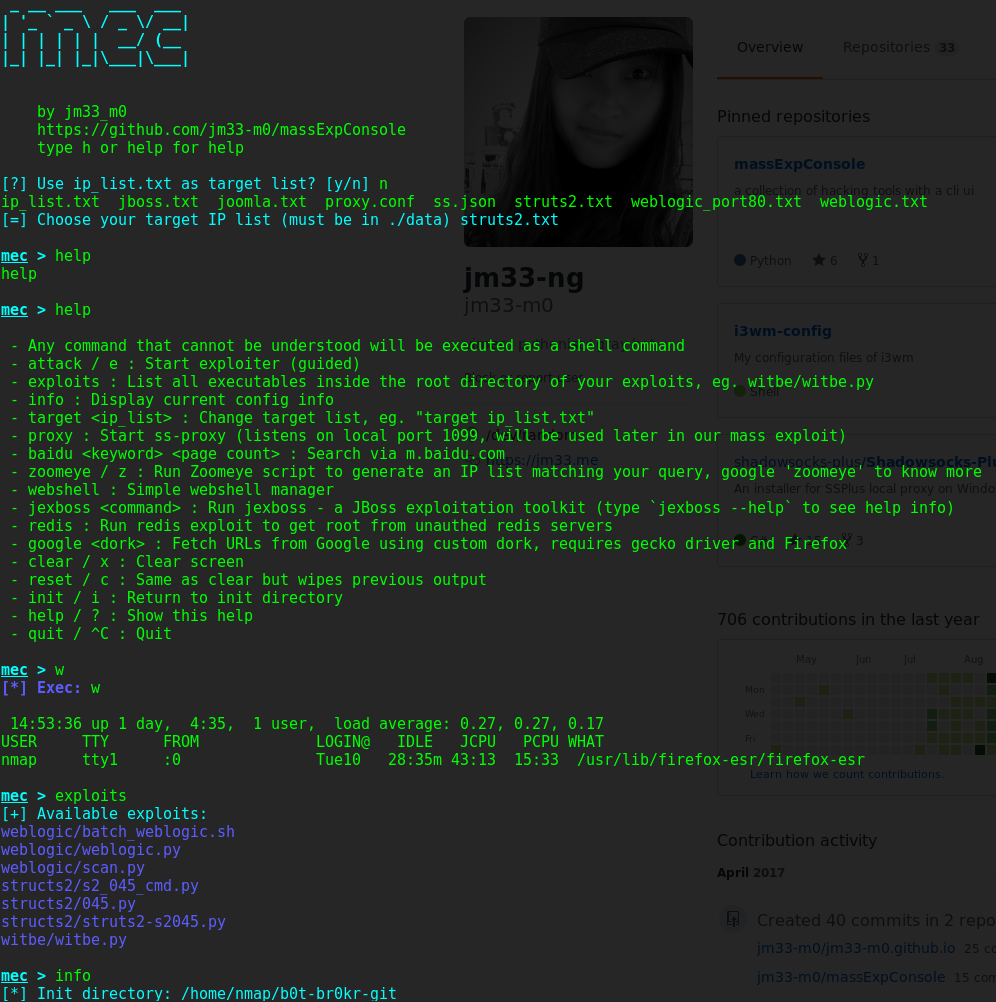 by jm33_m0
https://github.com/jm33-m0/massExpConsole
type h or help for help
[?] Use ip_list.txt as target list? [y/n] n
ip_list.txt  jboss.txt  joomla.txt  proxy.conf  ss.json  struts2.txt  weblogic_port80.txt  weblogic.txt
[=] Choose your target IP list (must be in ./data) struts2.txt
mec > help
help
mec > help
- Any command that cannot be understood will be executed as a shell command
- attack / e : Start exploiter (guided)
- exploits : List all executables inside the root directory of your exploits, eg. witbe/witbe.py
- info : Display current config info
- target <ip_list> : Change target list, eg. "target ip_list.txt"
- proxy : Start ss-proxy (listens on local port 1099, will be used later in our mass exploit)
- baidu <keyword> <page count> : Search via m.baidu.com
- zoomeye / z : Run Zoomeye script to generate an IP list matching your query, google 'zoomeye' to know more
- webshell : Simple webshell manager
- jexboss <command> : Run jexboss - a JBoss exploitation toolkit (type `jexboss --help` to see help info)
- redis : Run redis exploit to get root from unauthed redis servers
- google <dork> : Fetch URLs from Google using custom dork, requires gecko driver and Firefox
- clear / x : Clear screen
- reset / c : Same as clear but wipes previous output
- init / i : Return to init directory
- help / ? : Show this help
- quit / ^C : Quit
mec > w
[*] Exec: w
14:53:36 up 1 day,  4:35,  1 user,  load average: 0.27, 0.27, 0.17
USER     TTY      FROM             LOGIN@   IDLE   JCPU   PCPU WHAT
nmap     tty1     :0               Tue10   28:35m 43:13  15:33  /usr/lib/firefox-esr/firefox-esr
mec > exploits
[+] Available exploits:
weblogic/batch_weblogic.sh
weblogic/weblogic.py
weblogic/scan.py
structs2/s2_045_cmd.py
structs2/045.py
structs2/struts2-s2045.py
witbe/witbe.py
mec > info
[*] Init directory: /home/nmap/b0t-br0kr-git
jm33-ng
jm33-m0
https://jm33.me
Overview
Repositories 33
Pinned repositories
massExpConsole
a collection of hacking tools with a cli ui
Python 6 1
i3wm-config
My configuration files of i3wm
Shell
shadowsocks-plus/Shadowsocks-Plu
An installer for SSPlus local proxy on Windo
3
706 contributions in the last year
May Jun Jul Aug
Mon
Wed
Fri
Learn how we count contributions.
Contribution activity
April 2017
Created 40 commits in 2 repo
jm33-m0/jm33-m0.github.io 25 co
jm33-m0/massExpConsole 15 com